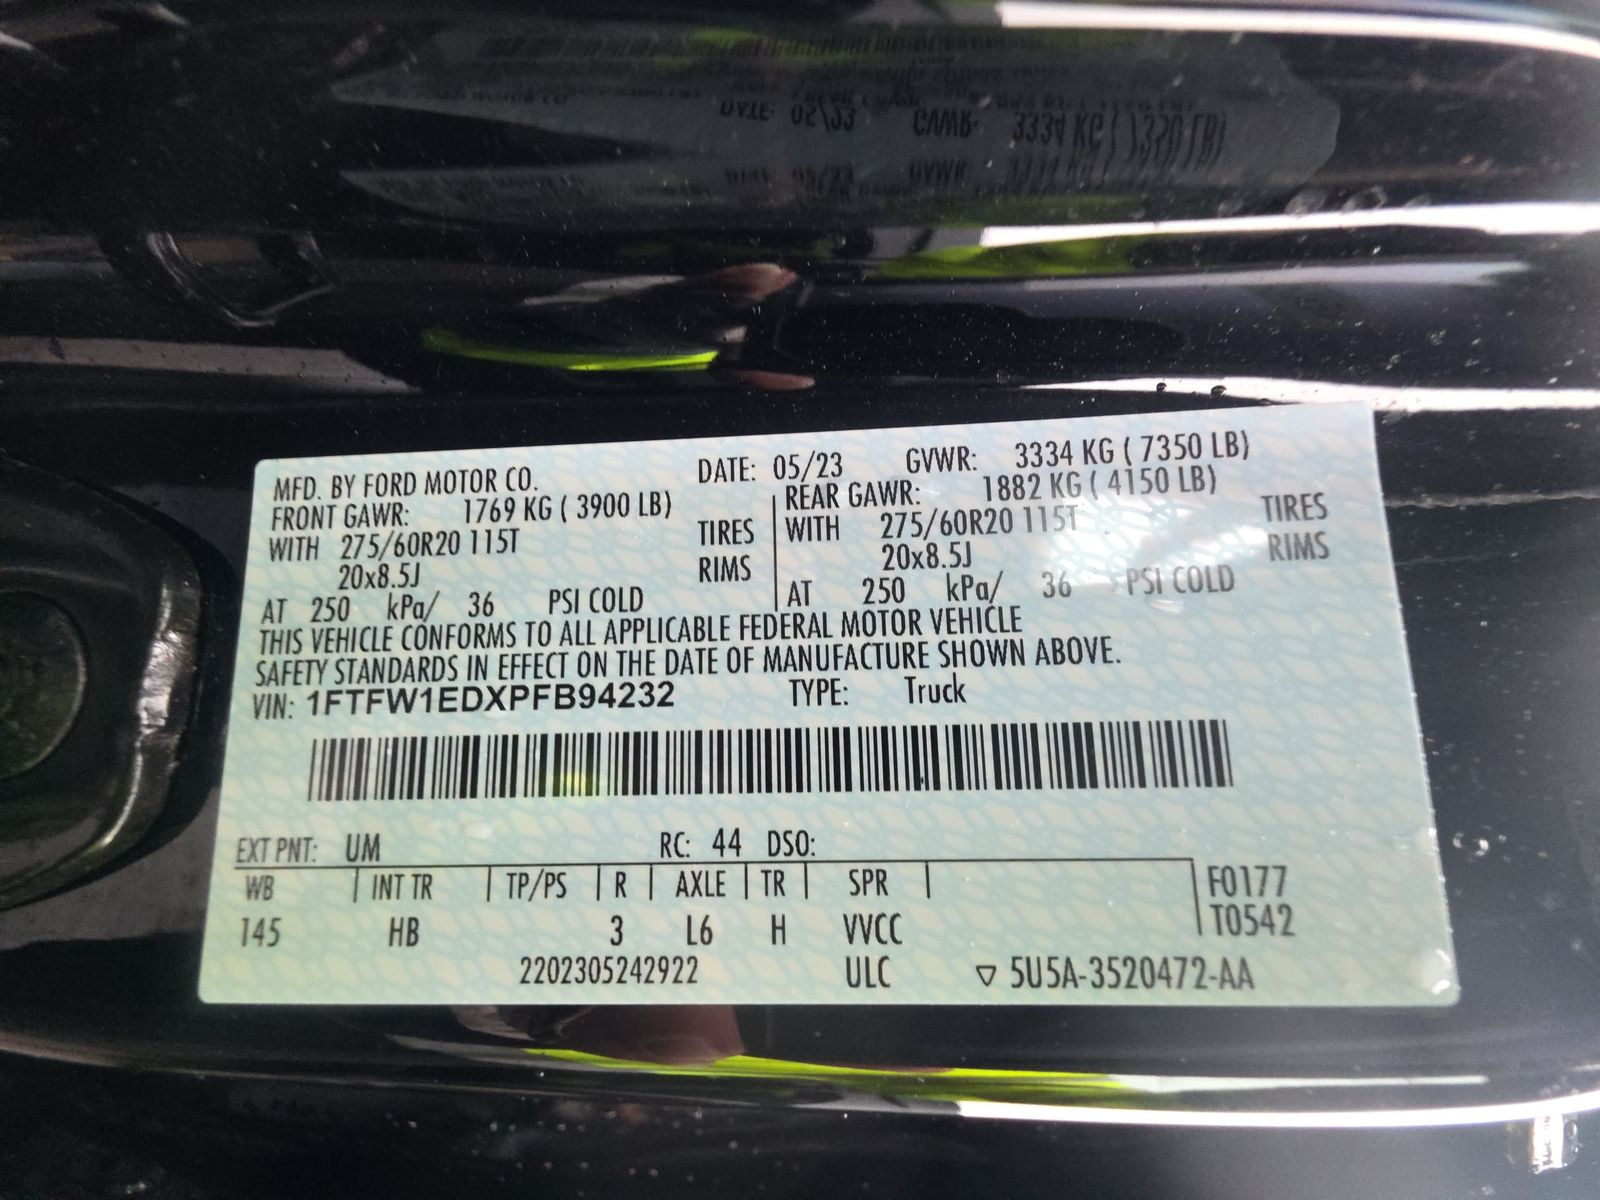 MFD. BY FORD MOTOR CO. DATE: 05/23 GVWR: 3334 KG ( 7350 LB)
FRONT GAWR: 1769 KG ( 3900 LB) REAR GAWR: 1882 KG ( 4150 LB)
WITH 275/60R20 115T TIRES WITH 275/60R20 115T TIRES
20x8.5J RIMS 20x8.5J RIMS
AT 250 kPa/ 36 PSI COLD AT 250 kPa/ 36 PSI COLD
THIS VEHICLE CONFORMS TO ALL APPLICABLE FEDERAL MOTOR VEHICLE
SAFETY STANDARDS IN EFFECT ON THE DATE OF MANUFACTURE SHOWN ABOVE.
VIN: 1FTFW1EDXPFB94232 TYPE: Truck
EXT PNT: UM RC: 44 DSO:
WB INT TR TP/PS R AXLE TR SPR F0177
145 HB 3 L6 H VVCC T0542
2202305242922 ULC ▽ 5U5A-3520472-AA